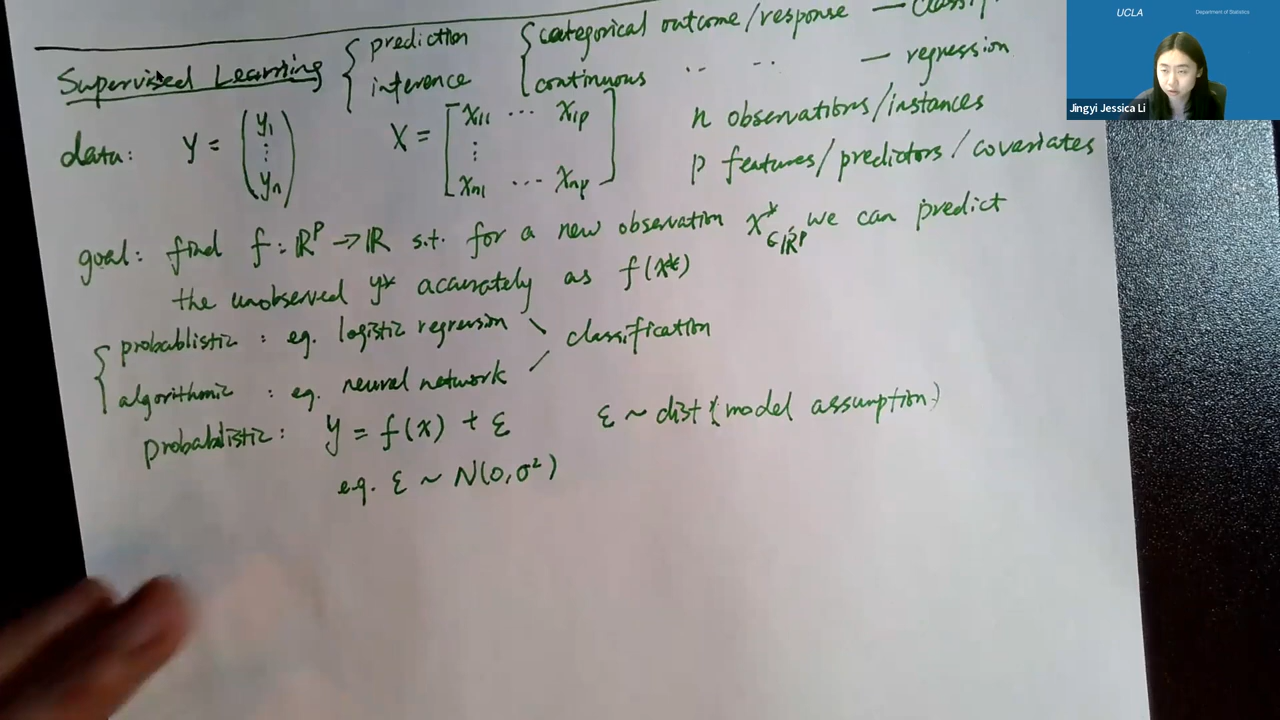 UCLA
Department of Statistics
Jingyi Jessica Li
Supervised Learning { prediction { categorical outcome/response —
inference continuous .. .. — regression
data: Y = (y1 ⋮ yn) X = [x11 ... x1p ⋮ xn1 ... xnp] n observations/instances
p features/predictors/covariates
goal: find f: ℝ^p → ℝ s.t. for a new observation x* ∈ℝ^p, we can predict
the unobserved y* accurately as f(x*)
{ probablistic : eg. logistic regression \ classification
algorithmic : eg. neural network /
probablistic: y = f(x) + ε ε ~ dist (model assumption)
e.g. ε ~ N(0, σ²)